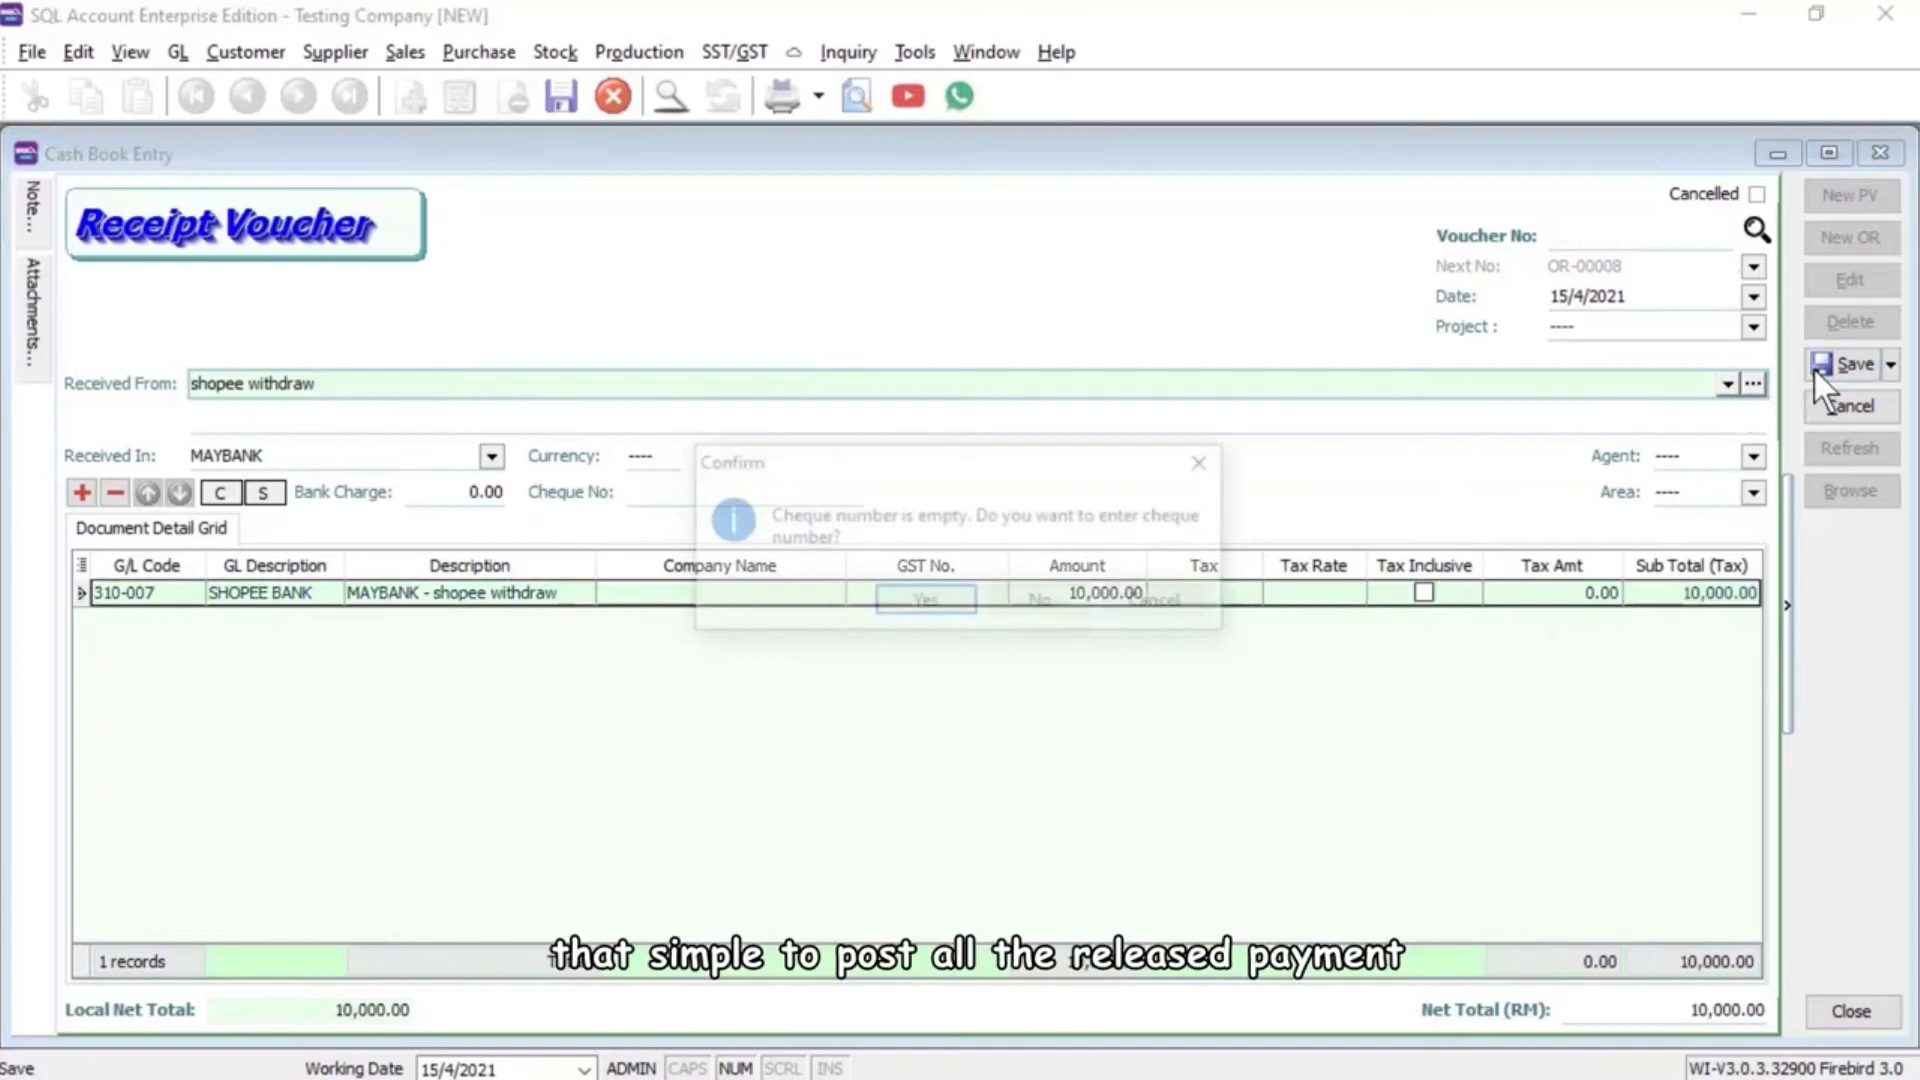 SQL Account Enterprise Edition - Testing Company [NEW]
File Edit View GL Customer Supplier Sales Purchase Stock Production SST/GST Inquiry Tools Window Help
Cash Book Entry
Note...
Attachments...
Receipt Voucher
Cancelled
Voucher No:
Next No: OR-00008
Date: 15/4/2021
Project : ----
Received From: shopee withdraw
Received In: MAYBANK Currency: ---- Agent: ----
C S Bank Charge: 0.00 Cheque No: Area: ----
Confirm
Cheque number is empty. Do you want to enter cheque
number?
Yes No Cancel
Document Detail Grid
G/L Code GL Description Description Company Name GST No. Amount Tax Tax Rate Tax Inclusive Tax Amt Sub Total (Tax)
310-007 SHOPEE BANK MAYBANK - shopee withdraw 10,000.00 0.00 10,000.00
1 records 0.00 10,000.00
that simple to post all the released payment
Local Net Total: 10,000.00 Net Total (RM): 10,000.00
New PV
New OR
Edit
Delete
Save
Cancel
Refresh
Browse
Close
Save Working Date 15/4/2021 ADMIN CAPS NUM SCRL INS WI-V3.0.3.32900 Firebird 3.0